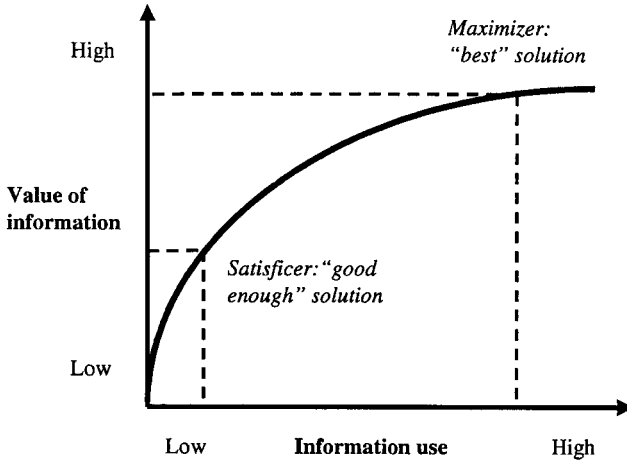 High
Maximizer:
“best” solution
Value of
information
Satisficer: “good
enough” solution
Low
Low
Information use
High